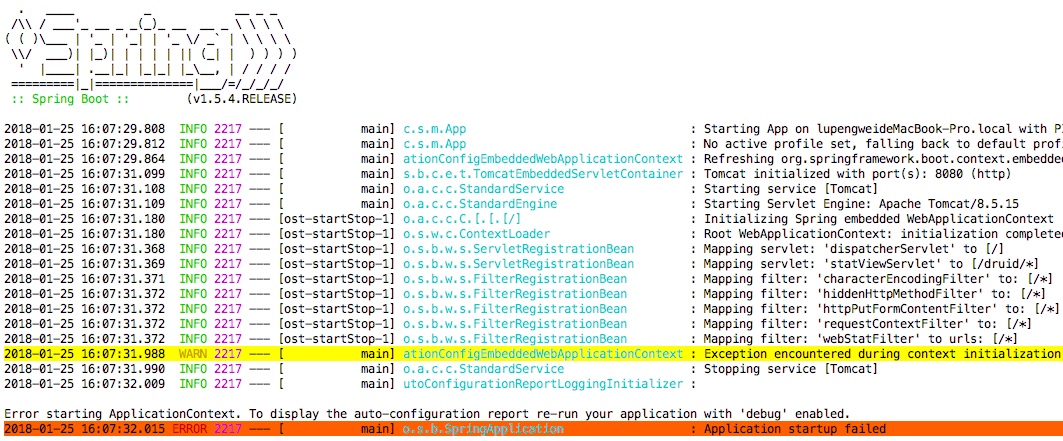 :: Spring Boot ::        (v1.5.4.RELEASE)
2018-01-25 16:07:29.808  INFO 2217 --- [           main] c.s.m.App                                : Starting App on lupengweideMacBook-Pro.local with P
2018-01-25 16:07:29.812  INFO 2217 --- [           main] c.s.m.App                                : No active profile set, falling back to default prof
2018-01-25 16:07:29.864  INFO 2217 --- [           main] ationConfigEmbeddedWebApplicationContext : Refreshing org.springframework.boot.context.embedde
2018-01-25 16:07:31.099  INFO 2217 --- [           main] s.b.c.e.t.TomcatEmbeddedServletContainer : Tomcat initialized with port(s): 8080 (http)
2018-01-25 16:07:31.108  INFO 2217 --- [           main] o.a.c.c.StandardService                  : Starting service [Tomcat]
2018-01-25 16:07:31.109  INFO 2217 --- [           main] o.a.c.c.StandardEngine                   : Starting Servlet Engine: Apache Tomcat/8.5.15
2018-01-25 16:07:31.180  INFO 2217 --- [ost-startStop-1] o.a.c.c.C.[.[.[/]                        : Initializing Spring embedded WebApplicationContext
2018-01-25 16:07:31.180  INFO 2217 --- [ost-startStop-1] o.s.w.c.ContextLoader                    : Root WebApplicationContext: initialization complete
2018-01-25 16:07:31.368  INFO 2217 --- [ost-startStop-1] o.s.b.w.s.ServletRegistrationBean        : Mapping servlet: 'dispatcherServlet' to [/]
2018-01-25 16:07:31.369  INFO 2217 --- [ost-startStop-1] o.s.b.w.s.ServletRegistrationBean        : Mapping servlet: 'statViewServlet' to [/druid/*]
2018-01-25 16:07:31.371  INFO 2217 --- [ost-startStop-1] o.s.b.w.s.FilterRegistrationBean         : Mapping filter: 'characterEncodingFilter' to: [/*]
2018-01-25 16:07:31.372  INFO 2217 --- [ost-startStop-1] o.s.b.w.s.FilterRegistrationBean         : Mapping filter: 'hiddenHttpMethodFilter' to: [/*]
2018-01-25 16:07:31.372  INFO 2217 --- [ost-startStop-1] o.s.b.w.s.FilterRegistrationBean         : Mapping filter: 'httpPutFormContentFilter' to: [/*]
2018-01-25 16:07:31.372  INFO 2217 --- [ost-startStop-1] o.s.b.w.s.FilterRegistrationBean         : Mapping filter: 'requestContextFilter' to: [/*]
2018-01-25 16:07:31.372  INFO 2217 --- [ost-startStop-1] o.s.b.w.s.FilterRegistrationBean         : Mapping filter: 'webStatFilter' to urls: [/*]
2018-01-25 16:07:31.988  WARN 2217 --- [           main] ationConfigEmbeddedWebApplicationContext : Exception encountered during context initialization
2018-01-25 16:07:31.990  INFO 2217 --- [           main] o.a.c.c.StandardService                  : Stopping service [Tomcat]
2018-01-25 16:07:32.009  INFO 2217 --- [           main] utoConfigurationReportLoggingInitializer :
Error starting ApplicationContext. To display the auto-configuration report re-run your application with 'debug' enabled.
2018-01-25 16:07:32.015 ERROR 2217 --- [           main] o.s.b.SpringApplication                  : Application startup failed